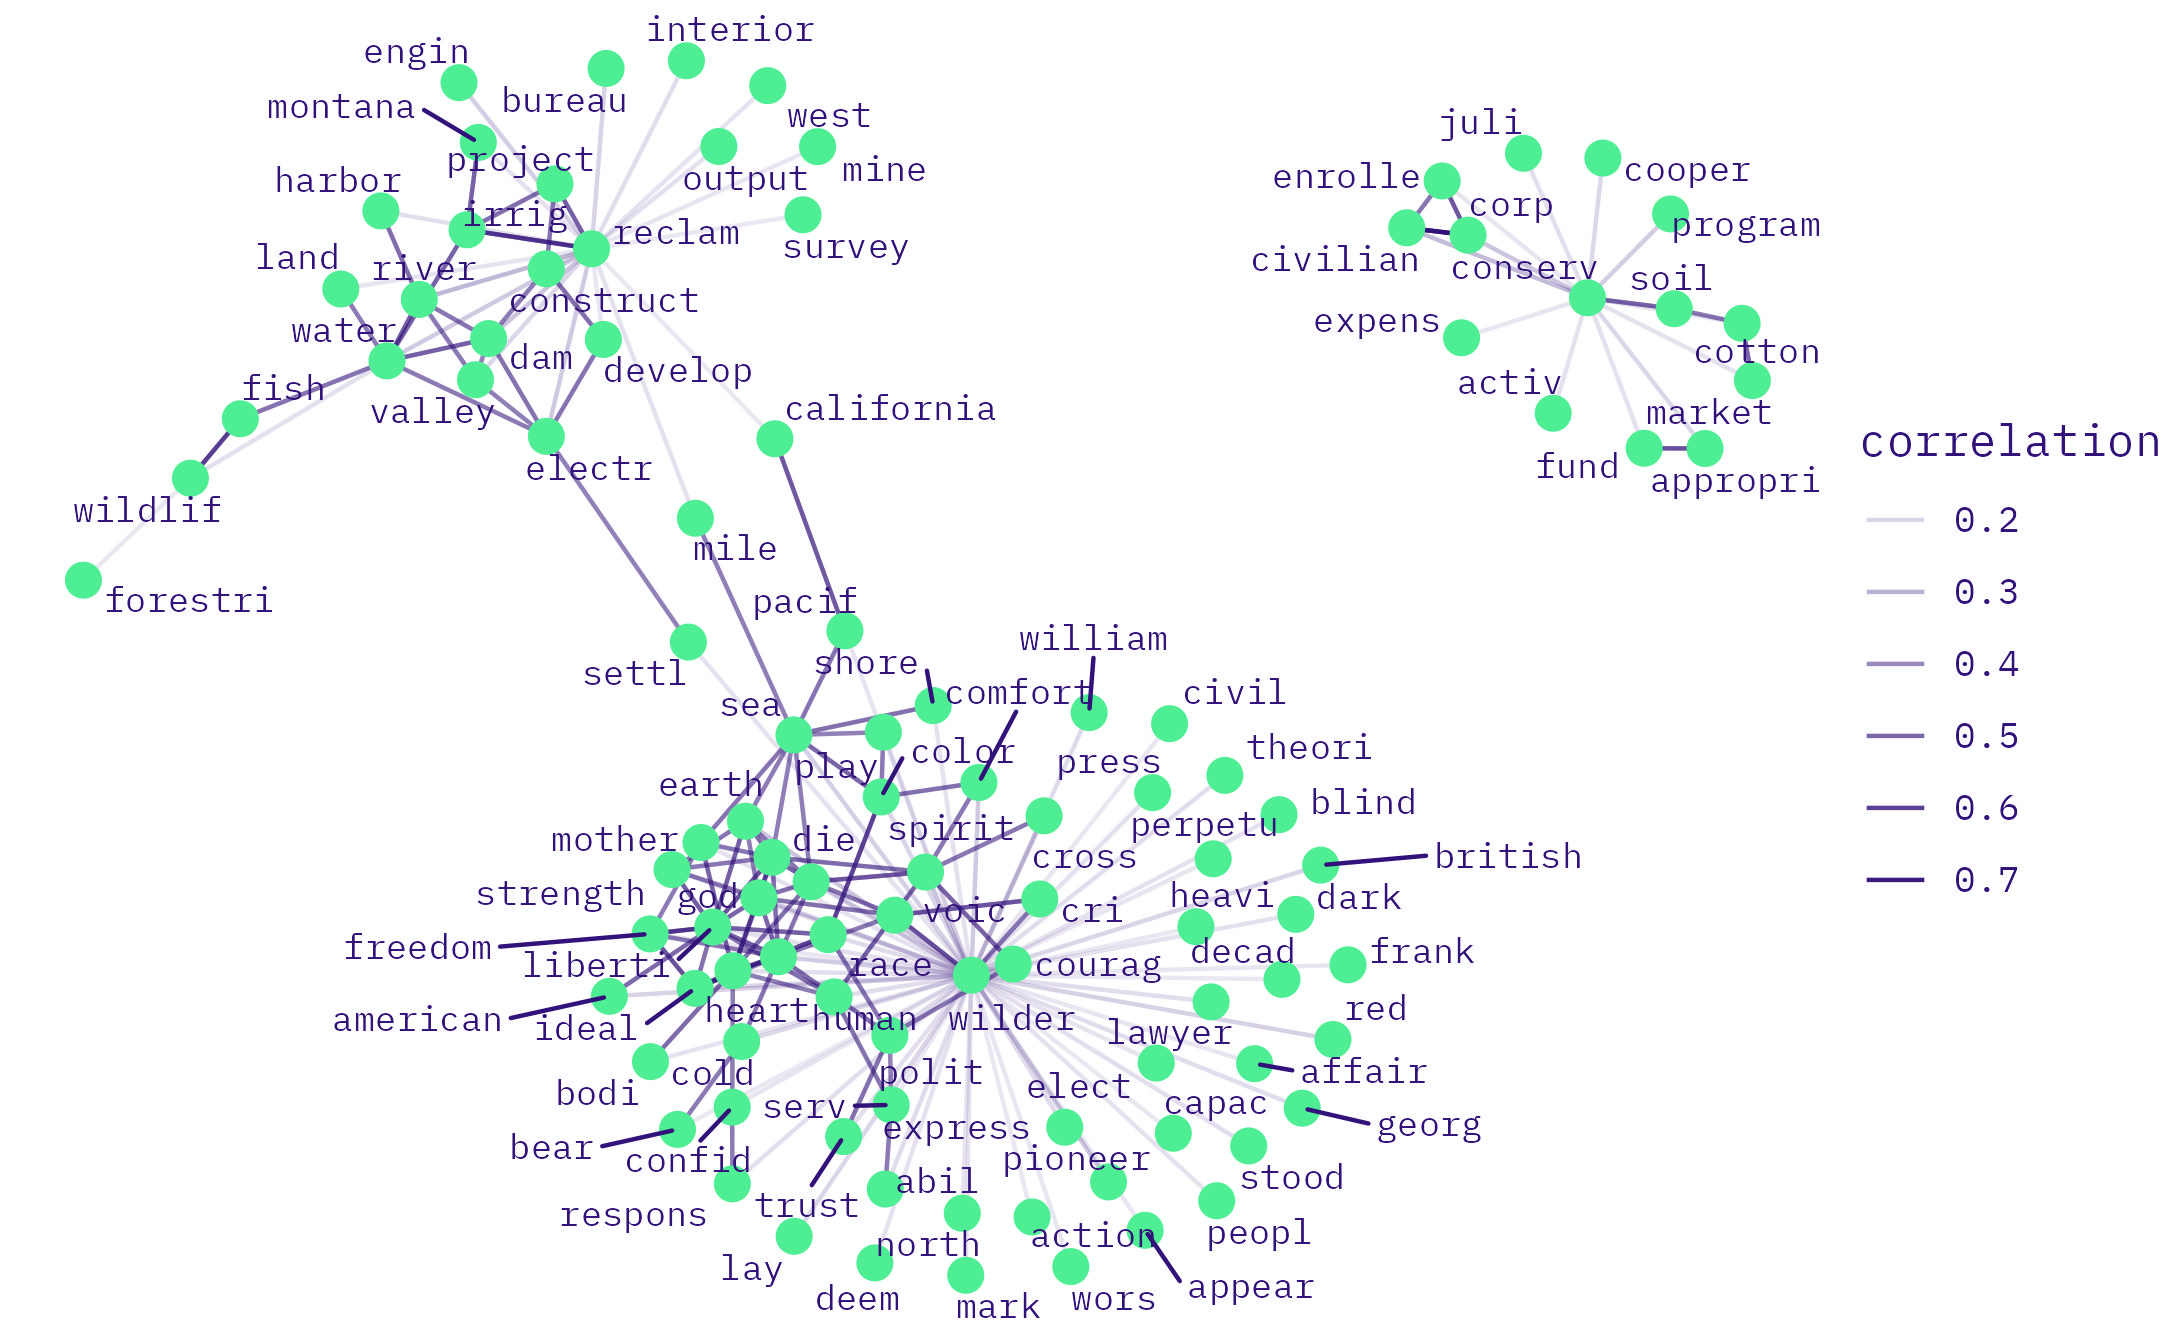 interior
engin
bureau
montana
west
project
output
mine
harbor
irrig
reclam
survey
land
river
construct
water
dam
develop
fish
valley
california
electr
wildlif
mile
forestri
pacif
settl
juli
cooper
enrolle
corp
program
civilian
conserv
soil
expens
cotton
activ
market
fund
appropri
correlation
0.2
0.3
0.4
0.5
0.6
0.7
william
shore
comfort
civil
sea
color
press
theori
play
earth
blind
spirit
perpetu
mother
die
cross
british
strength
god
heavi
dark
voic
cri
freedom
liberti
race
courag
decad
frank
american
ideal
heart
human
wilder
lawyer
red
bodi
cold
polit
elect
affair
serv
capac
georg
bear
confid
express
pioneer
stood
respons
trust
abil
north
action
peopl
lay
deem
mark
wors
appear